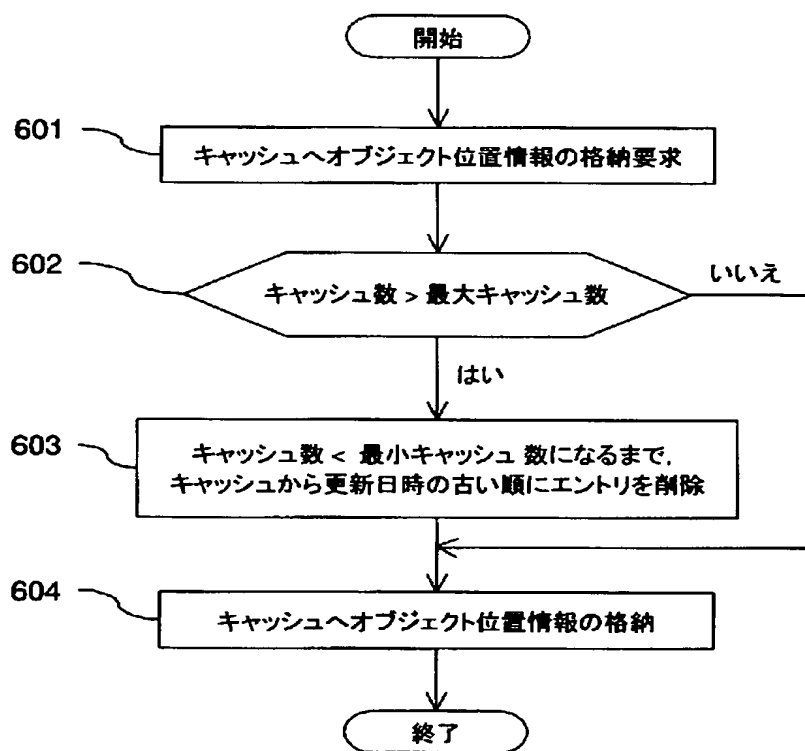 開始
601
キャッシュへオブジェクト位置情報の格納要求
602
キャッシュ数 > 最大キャッシュ数
いいえ
はい
603
キャッシュ数 < 最小キャッシュ 数になるまで,
キャッシュから更新日時の古い順にエントリを削除
604
キャッシュへオブジェクト位置情報の格納
終了